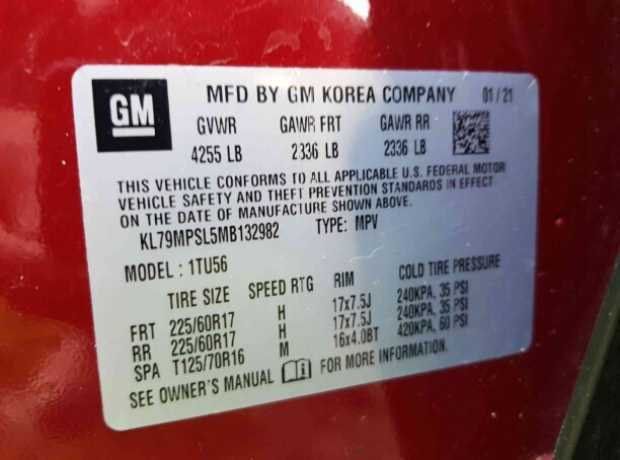 GM
MFD BY GM KOREA COMPANY 01/21
GVWR GAWR FRT GAWR RR
4255 LB 2336 LB 2336 LB
THIS VEHICLE CONFORMS TO ALL APPLICABLE U.S. FEDERAL MOTOR
VEHICLE SAFETY AND THEFT PREVENTION STANDARDS IN EFFECT
ON THE DATE OF MANUFACTURE SHOWN ABOVE.
KL79MPSL5MB132982 TYPE: MPV
MODEL: 1TU56
TIRE SIZE SPEED RTG RIM COLD TIRE PRESSURE
FRT 225/60R17 H 17x7.5J 240KPA, 35 PSI
RR 225/60R17 H 17x7.5J 240KPA, 35 PSI
SPA T125/70R16 M 16x4.0BT 420KPA, 60 PSI
SEE OWNER'S MANUAL FOR MORE INFORMATION.